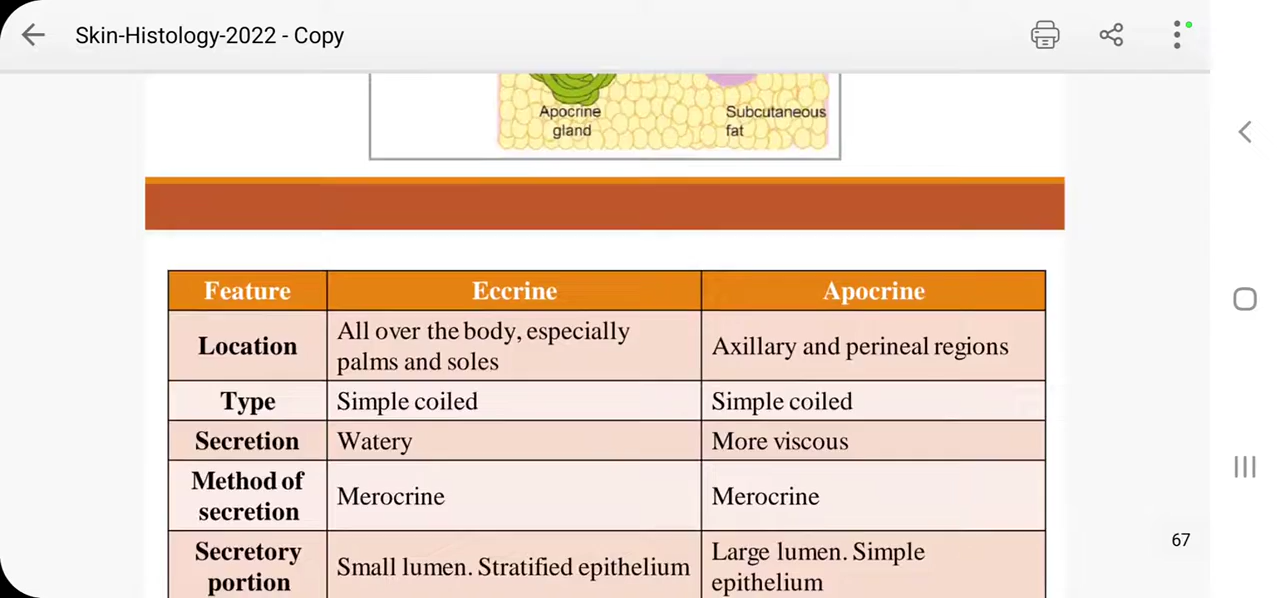 Skin-Histology-2022 - Copy
Apocrine
gland
Subcutaneous
fat
Feature
Eccrine
Apocrine
Location
All over the body, especially
palms and soles
Axillary and perineal regions
Type
Simple coiled
Simple coiled
Secretion
Watery
More viscous
Method of
secretion
Merocrine
Merocrine
Secretory
portion
Small lumen. Stratified epithelium
Large lumen. Simple
epithelium
67